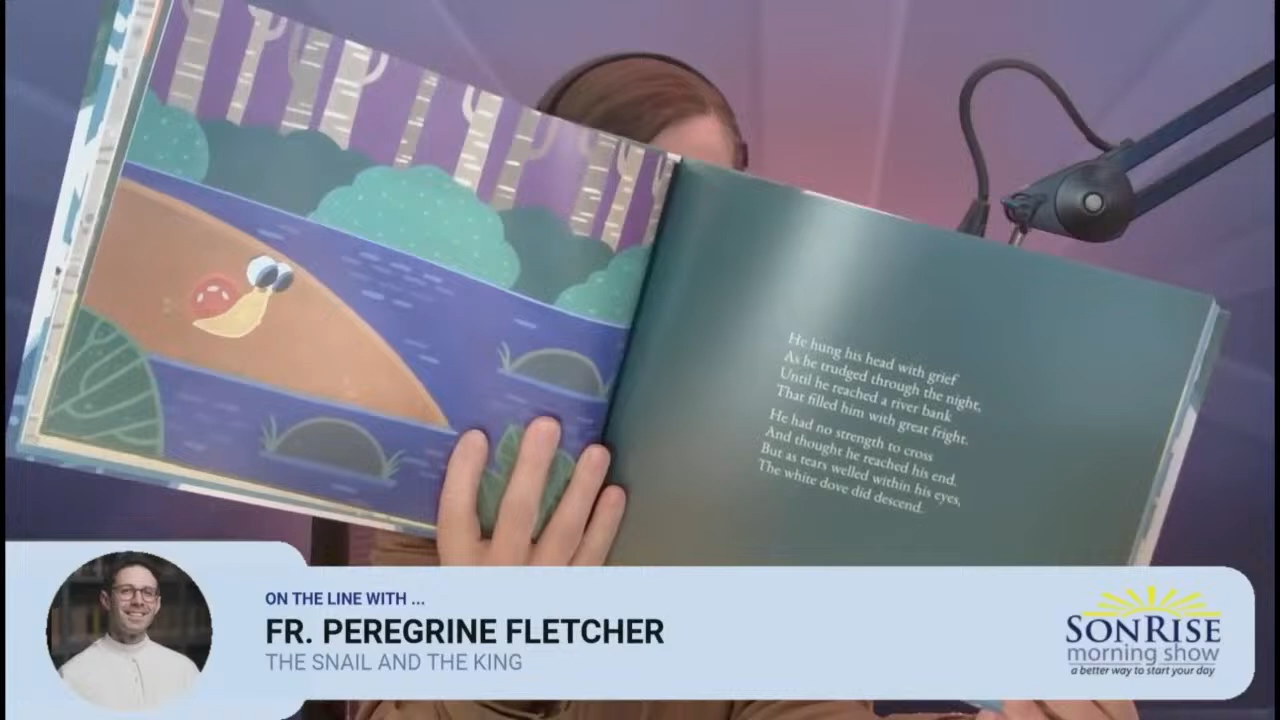 He hung his head with grief
As he trudged through the night,
Until he reached a river bank
That filled him with great fright.
He had no strength to cross
And thought he reached his end.
But as tears welled within his eyes,
The white dove did descend.
ON THE LINE WITH ...
FR. PEREGRINE FLETCHER
THE SNAIL AND THE KING
SONRISE
morning show
a better way to start your day